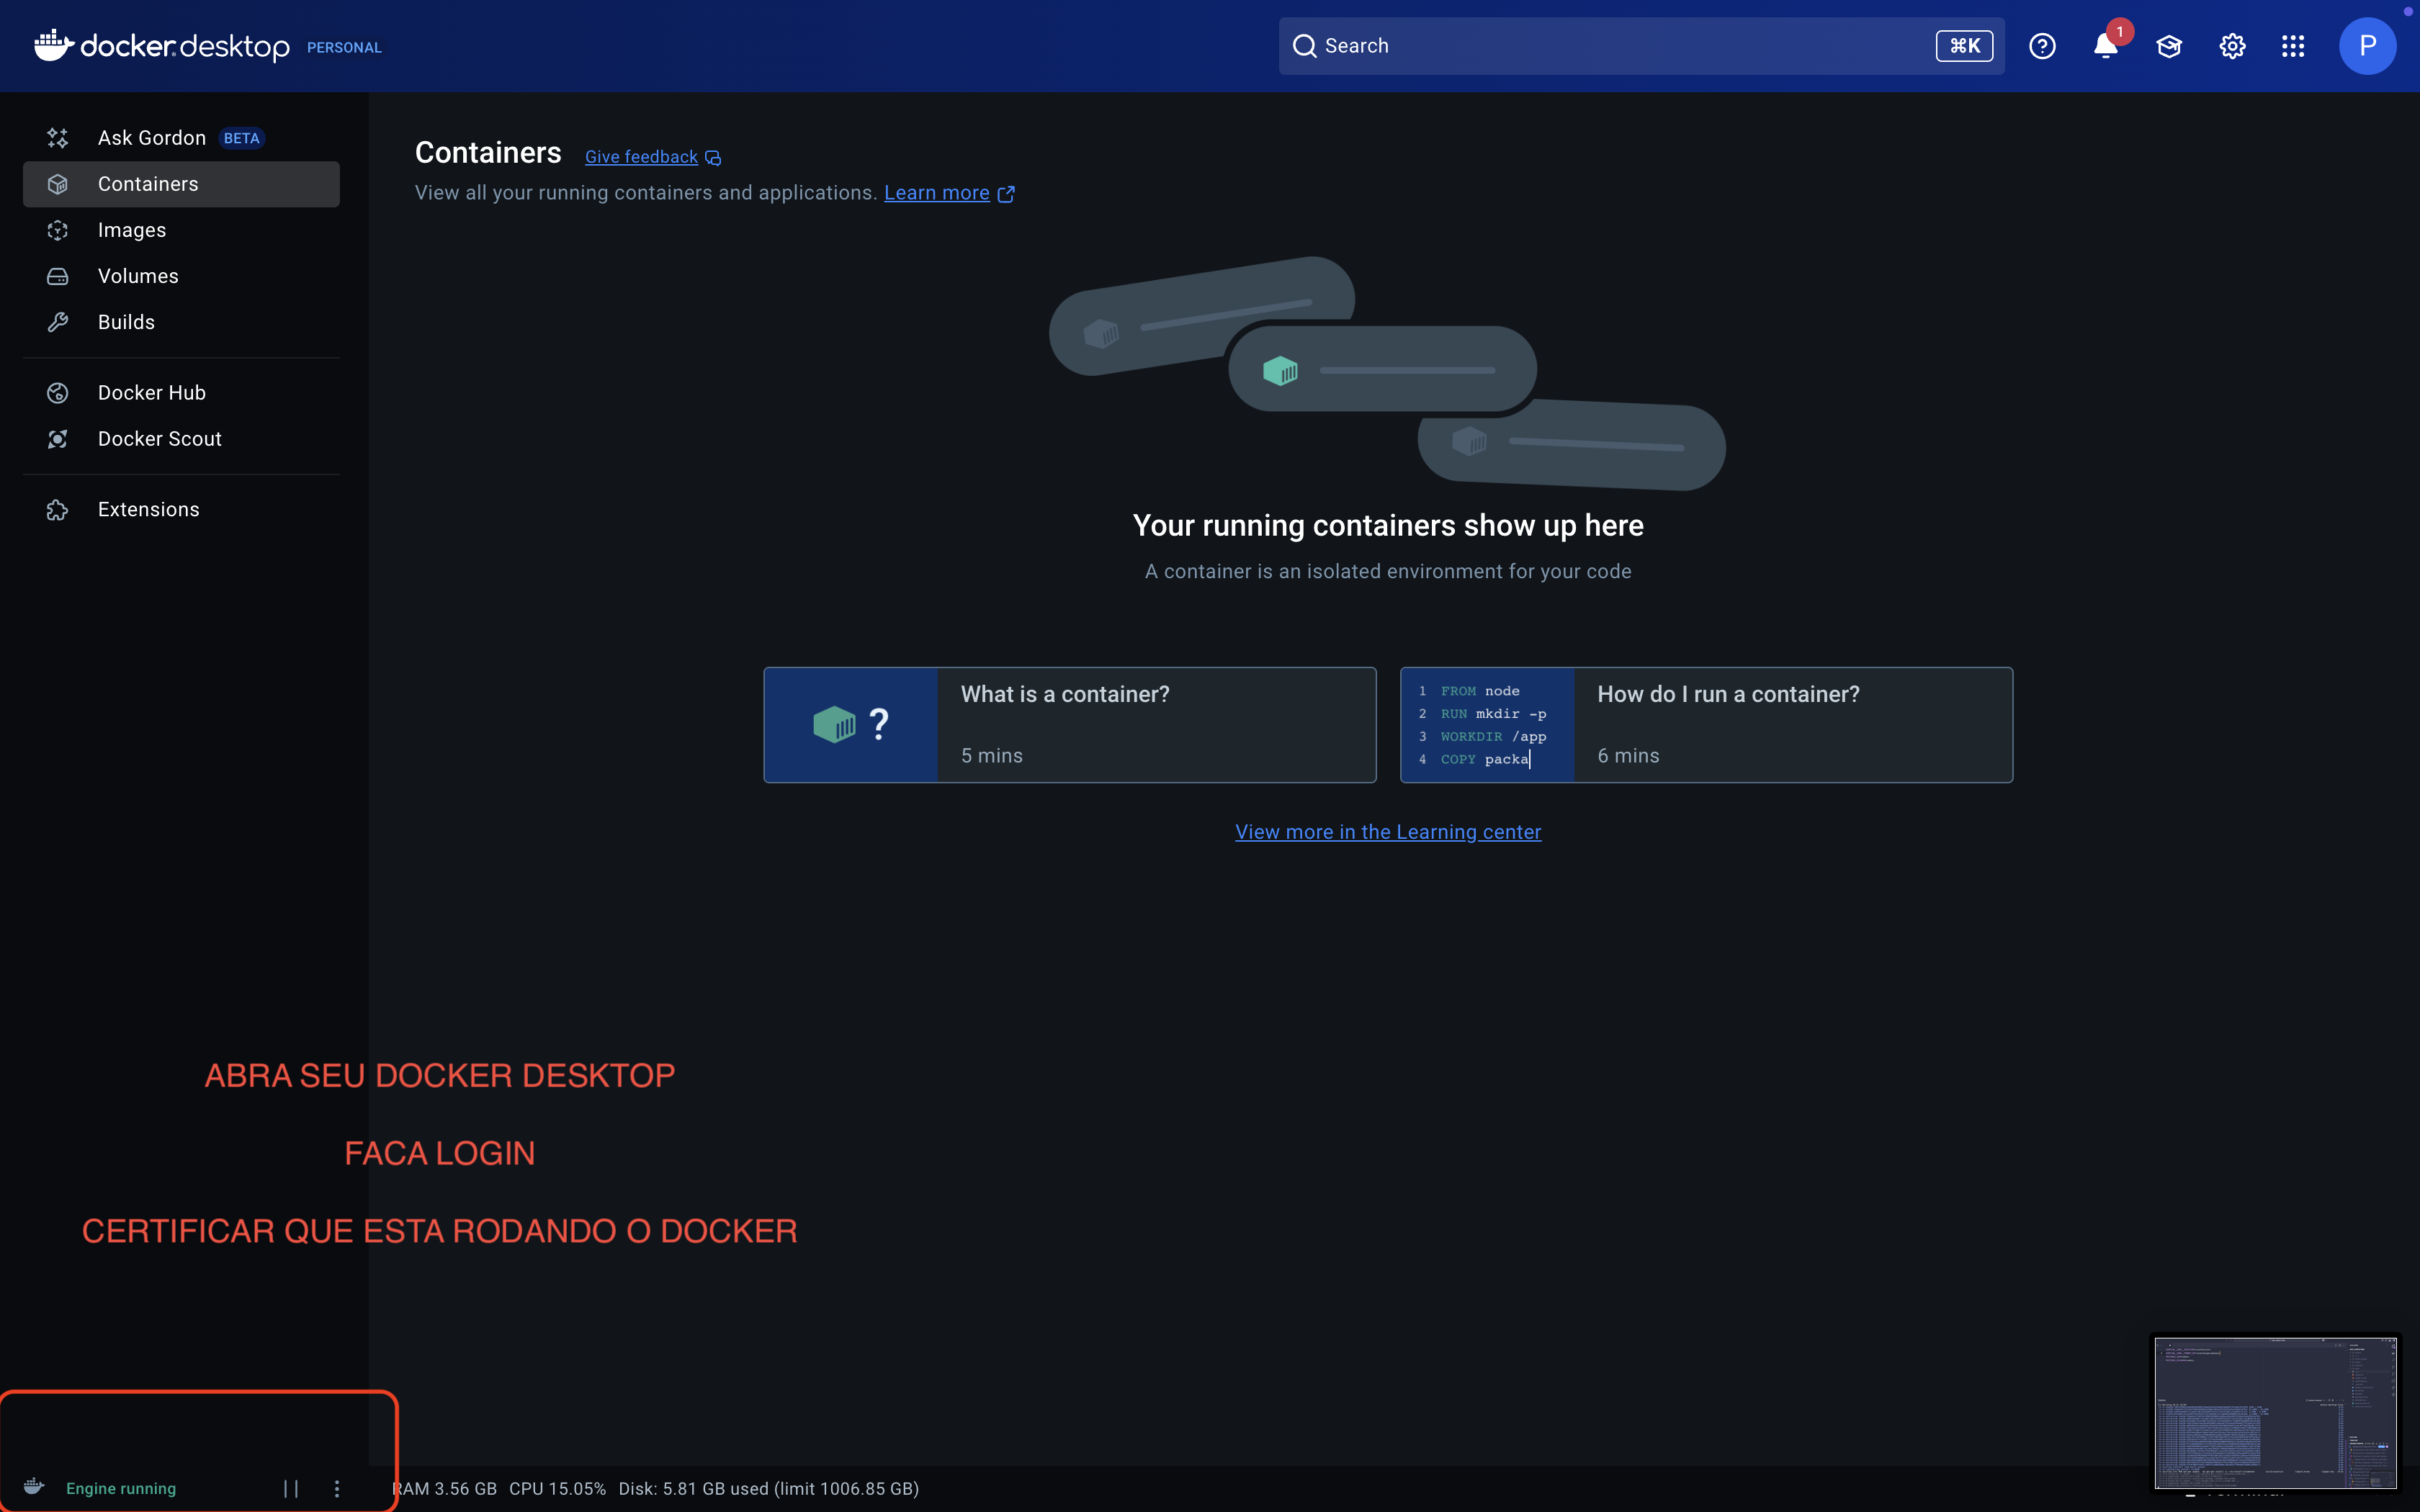 docker desktop PERSONAL
Search
⌘K
1
P
Ask Gordon BETA
Containers
Images
Volumes
Builds
Docker Hub
Docker Scout
Extensions
Containers Give feedback
View all your running containers and applications. Learn more
Your running containers show up here
A container is an isolated environment for your code
?
What is a container?
5 mins
1 FROM node
2 RUN mkdir -p
3 WORKDIR /app
4 COPY packa
How do I run a container?
6 mins
View more in the Learning center
ABRA SEU DOCKER DESKTOP
FACA LOGIN
CERTIFICAR QUE ESTA RODANDO O DOCKER
Engine running
RAM 3.56 GB CPU 15.05% Disk: 5.81 GB used (limit 1006.85 GB)